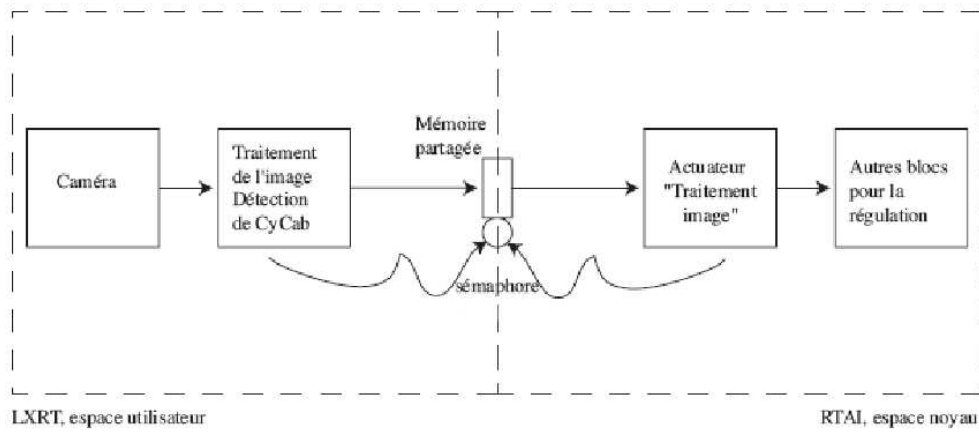 Caméra
Traitement
de l'image
Détection
de CyCab
Mémoire
partagée
sémaphore
Actuateur
"Traitement
image"
Autres blocs
pour la
régulation
LXRT, espace utilisateur
RTAI, espace noyau